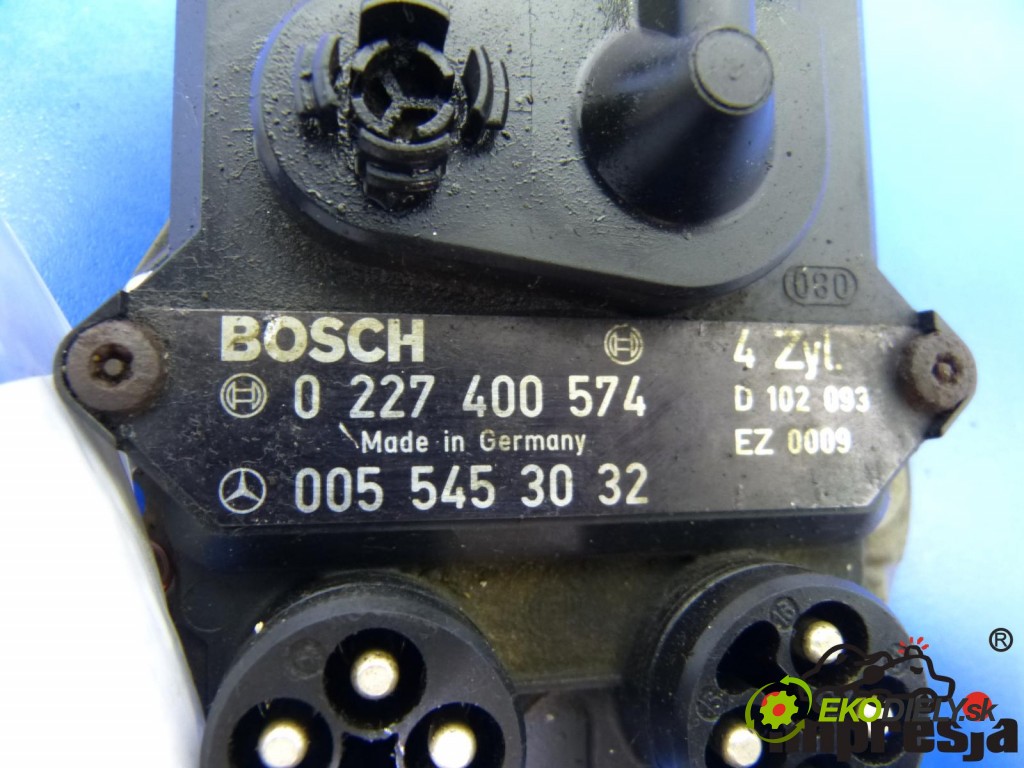 080
BOSCH
4 Zyl.
0 227 400 574
D 102 093
Made in Germany
EZ 0009
005 545 30 32
16
®
EKODIELY.sk
impresja